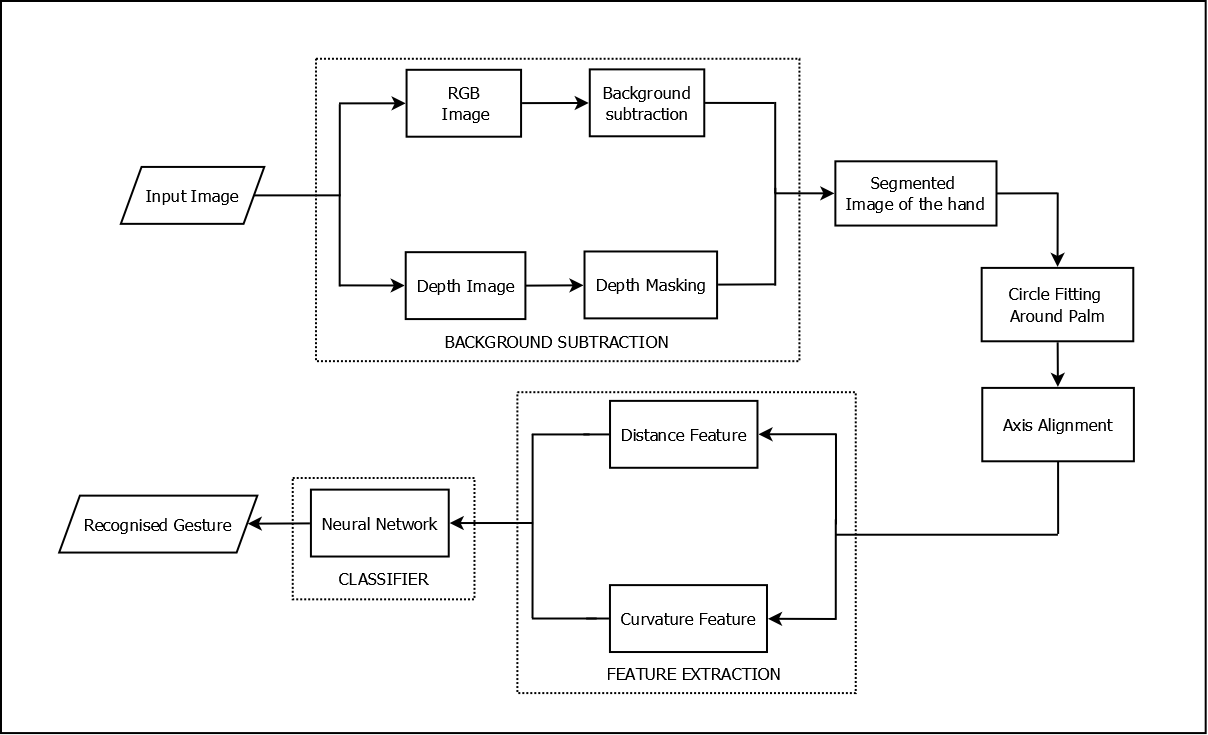 Input Image
RGB
Image
Background
subtraction
Depth Image
Depth Masking
BACKGROUND SUBTRACTION
Segmented
Image of the hand
Circle Fitting
Around Palm
Axis Alignment
Distance Feature
Curvature Feature
FEATURE EXTRACTION
Neural Network
CLASSIFIER
Recognised Gesture